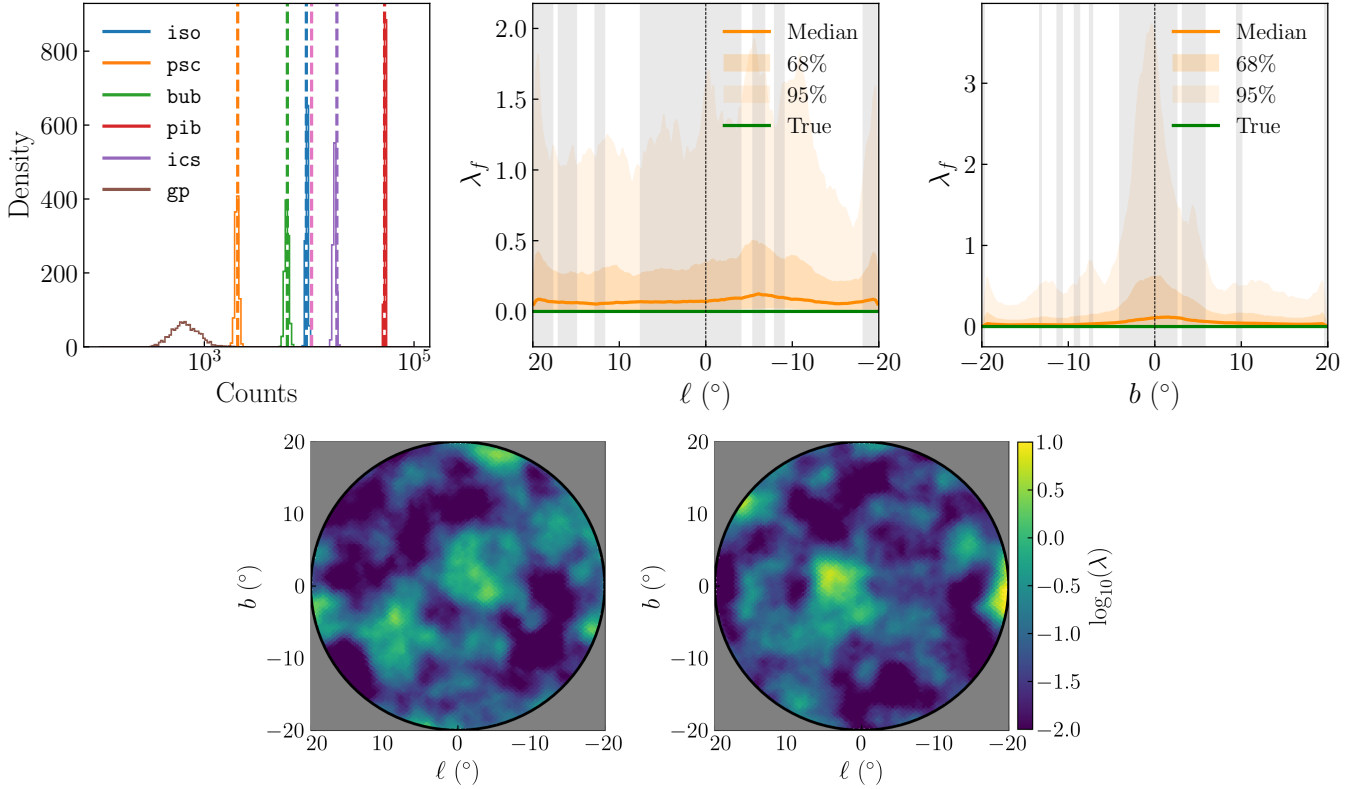 800
600
400
200
0
Density
iso
psc
bub
pib
ics
gp
10³
10⁵
Counts
2.0
1.5
1.0
0.5
0.0
λ_f
Median
68%
95%
True
20
10
0
−10
−20
ℓ (°)
3
2
1
0
λ_f
Median
68%
95%
True
−20
−10
0
10
20
b (°)
20
10
0
−10
−20
b (°)
20
10
0
−10
−20
ℓ (°)
20
10
0
−10
−20
b (°)
20
10
0
−10
−20
ℓ (°)
1.0
0.5
0.0
−0.5
−1.0
−1.5
−2.0
log₁₀(λ)